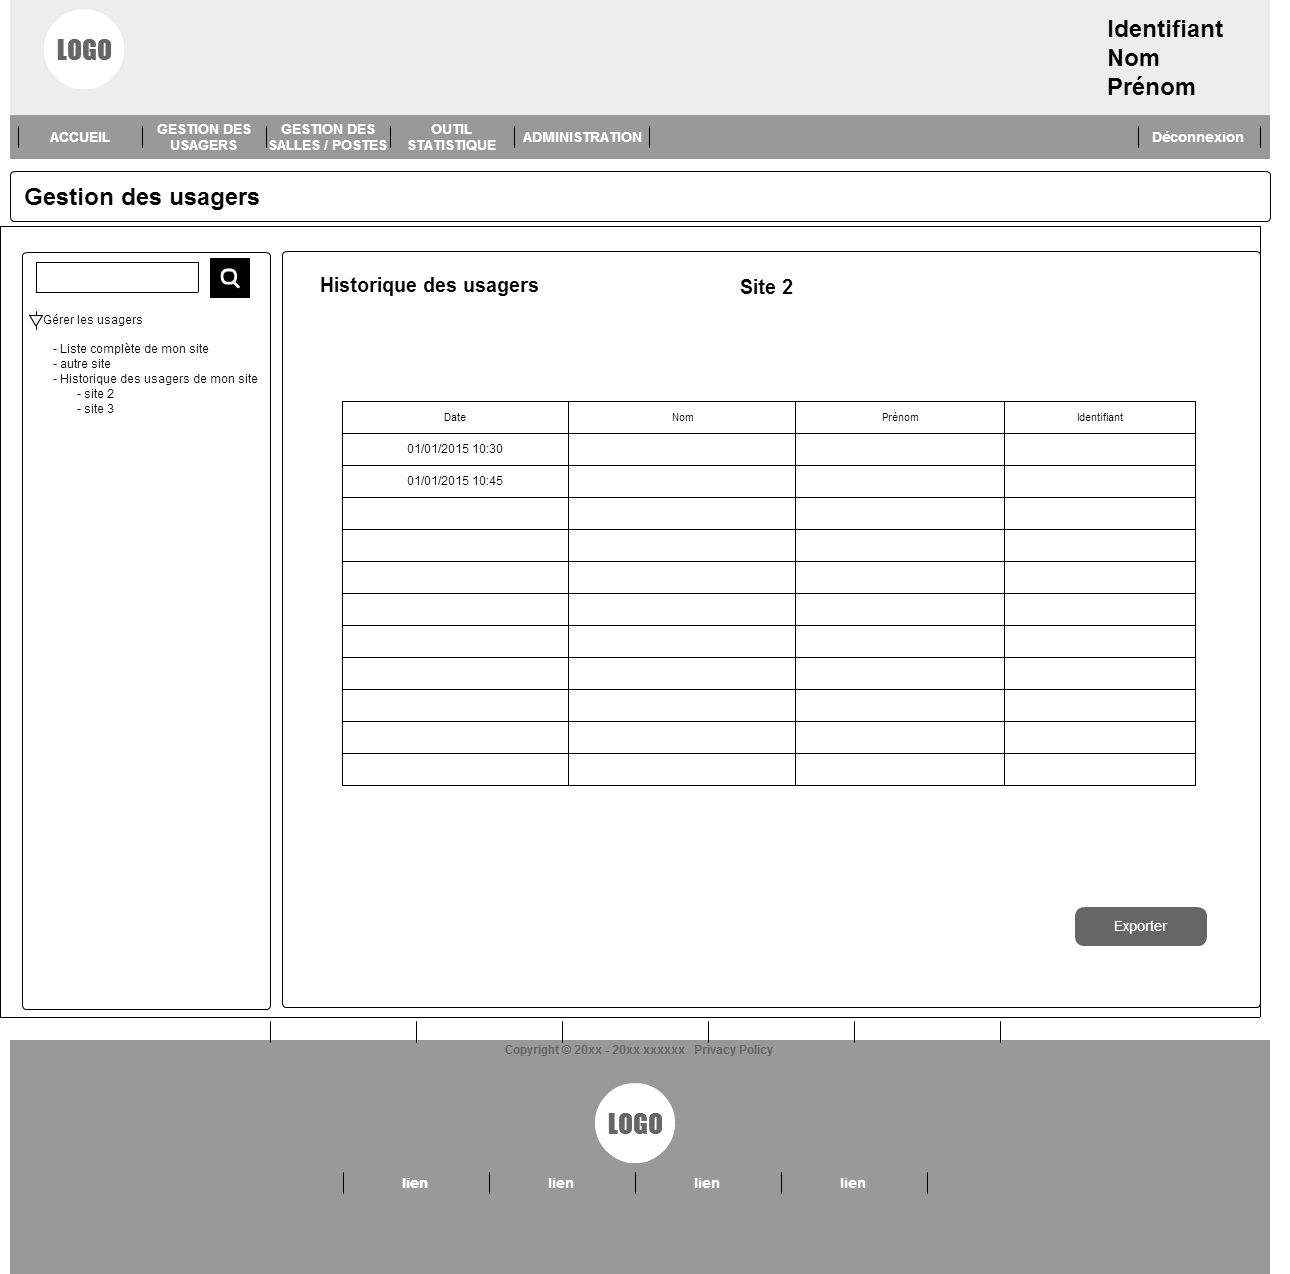 LOGO
Identifiant
Nom
Prénom
ACCUEIL
GESTION DES
USAGERS
GESTION DES
SALLES / POSTES
OUTIL
STATISTIQUE
ADMINISTRATION
Déconnexion
Gestion des usagers
Gérer les usagers
- Liste complète de mon site
- autre site
- Historique des usagers de mon site
- site 2
- site 3
Historique des usagers
Site 2
Date Nom Prénom Identifiant
01/01/2015 10:30
01/01/2015 10:45
Exporter
Copyright © 20xx - 20xx xxxxxx Privacy Policy
LOGO
lien lien lien lien